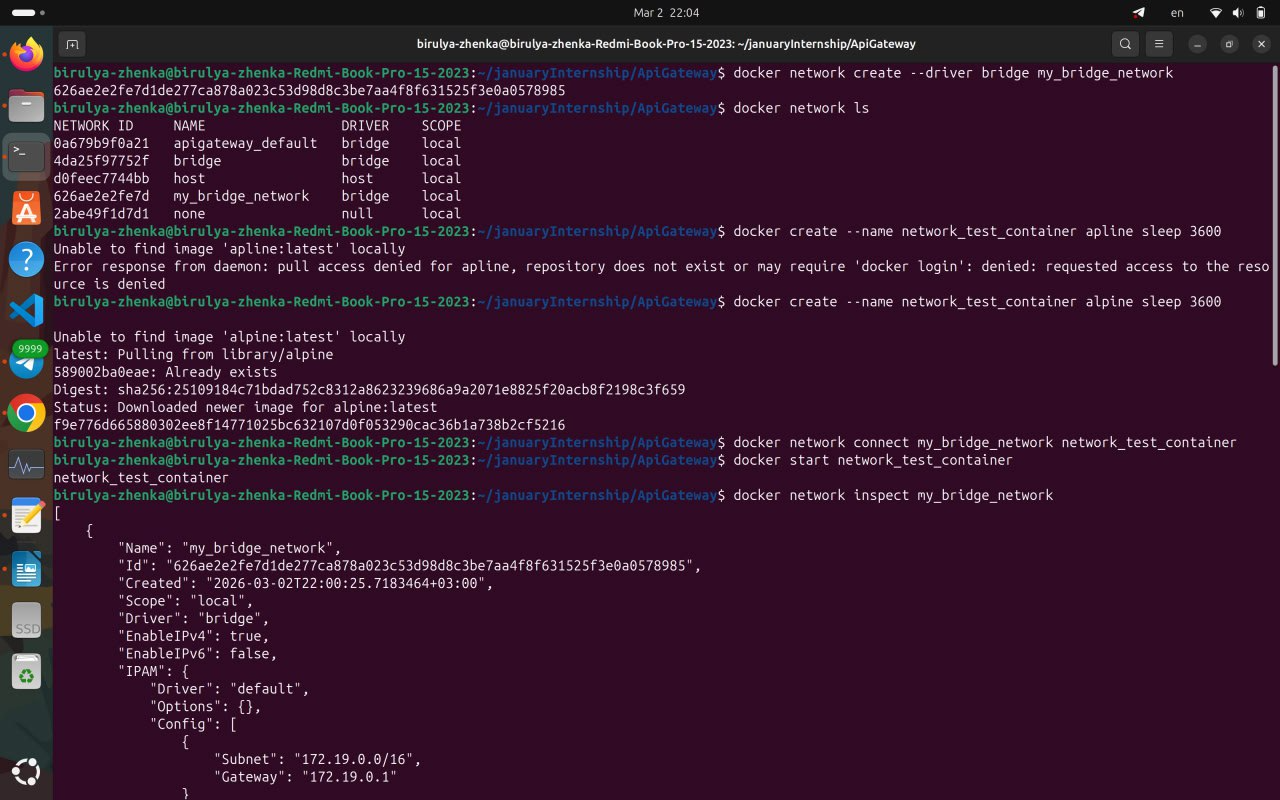 Mar 2 22:04
en
birulya-zhenka@birulya-zhenka-Redmi-Book-Pro-15-2023: ~/januaryInternship/ApiGateway
birulya-zhenka@birulya-zhenka-Redmi-Book-Pro-15-2023:~/januaryInternship/ApiGateway$ docker network create --driver bridge my_bridge_network
626ae2e2fe7d1de277ca878a023c53d98d8c3be7aa4f8f631525f3e0a0578985
birulya-zhenka@birulya-zhenka-Redmi-Book-Pro-15-2023:~/januaryInternship/ApiGateway$ docker network ls
NETWORK ID     NAME                 DRIVER    SCOPE
0a679b9f0a21   apigateway_default   bridge    local
4da25f97752f   bridge               bridge    local
d0feec7744bb   host                 host      local
626ae2e2fe7d   my_bridge_network    bridge    local
2abe49f1d7d1   none                 null      local
birulya-zhenka@birulya-zhenka-Redmi-Book-Pro-15-2023:~/januaryInternship/ApiGateway$ docker create --name network_test_container apline sleep 3600
Unable to find image 'apline:latest' locally
Error response from daemon: pull access denied for apline, repository does not exist or may require 'docker login': denied: requested access to the reso
urce is denied
birulya-zhenka@birulya-zhenka-Redmi-Book-Pro-15-2023:~/januaryInternship/ApiGateway$ docker create --name network_test_container alpine sleep 3600
Unable to find image 'alpine:latest' locally
latest: Pulling from library/alpine
589002ba0eae: Already exists
Digest: sha256:25109184c71bdad752c8312a8623239686a9a2071e8825f20acb8f2198c3f659
Status: Downloaded newer image for alpine:latest
f9e776d665880302ee8f14771025bc632107d0f053290cac36b1a738b2cf5216
birulya-zhenka@birulya-zhenka-Redmi-Book-Pro-15-2023:~/januaryInternship/ApiGateway$ docker network connect my_bridge_network network_test_container
birulya-zhenka@birulya-zhenka-Redmi-Book-Pro-15-2023:~/januaryInternship/ApiGateway$ docker start network_test_container
network_test_container
birulya-zhenka@birulya-zhenka-Redmi-Book-Pro-15-2023:~/januaryInternship/ApiGateway$ docker network inspect my_bridge_network
[
    {
        "Name": "my_bridge_network",
        "Id": "626ae2e2fe7d1de277ca878a023c53d98d8c3be7aa4f8f631525f3e0a0578985",
        "Created": "2026-03-02T22:00:25.7183464+03:00",
        "Scope": "local",
        "Driver": "bridge",
        "EnableIPv4": true,
        "EnableIPv6": false,
        "IPAM": {
            "Driver": "default",
            "Options": {},
            "Config": [
                {
                    "Subnet": "172.19.0.0/16",
                    "Gateway": "172.19.0.1"
                }
9999
SSD